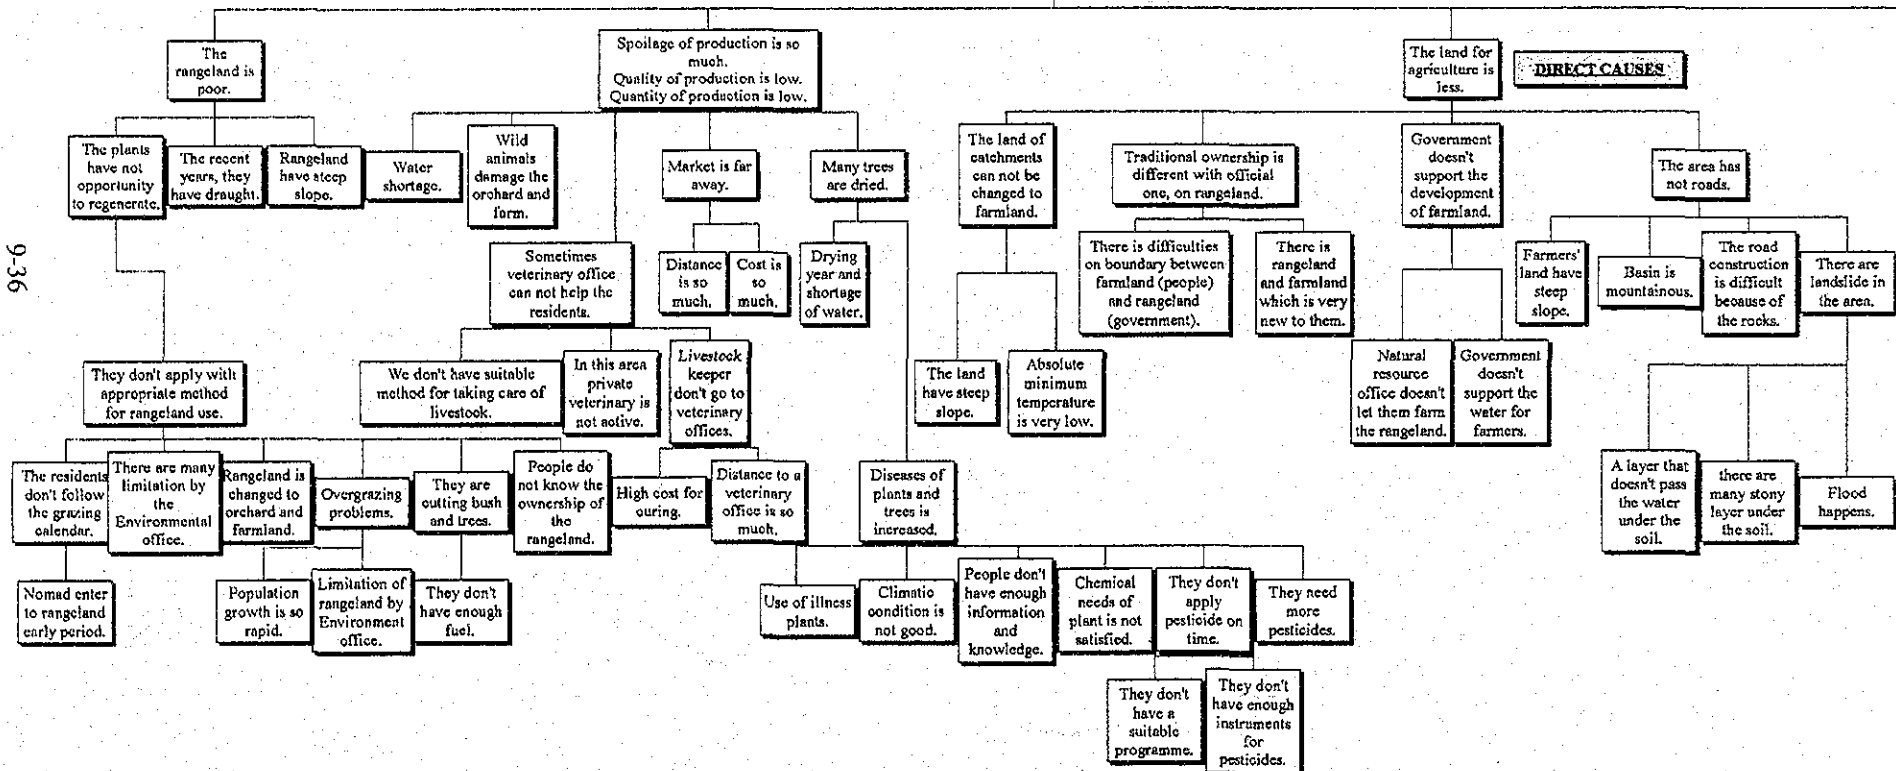 The
rangeland is
poor.
Spoilage of production is so
much.
Quality of production is low.
Quantity of production is low.
The land for
agriculture is
less.
DIRECT CAUSES
The plants
have not
opportunity
to regenerate.
The recent
years, they
have draught.
Rangeland
have steep
slope.
Water
shortage.
Wild
animals
damage the
orchard and
farm.
Market is far
away.
Many trees
are dried.
The land of
catchments
can not be
changed to
farmland.
Traditional ownership is
different with official
one, on rangeland.
Government
doesn't
support the
development
of farmland.
The area has
not roads.
9-36
Sometimes
veterinary office
can not help the
residents.
Distance
is so
much.
Cost is
so
much.
Drying
year and
shortage
of water.
There is difficulties
on boundary between
farmland (people)
and rangeland
(government).
There is
rangeland
and farmland
which is very
new to them.
Farmers'
land have
steep
slope.
Basin is
mountainous.
The road
construction
is difficult
because of
the rocks.
There are
landslide in
the area.
They don't apply with
appropriate method
for rangeland use.
We don't have suitable
method for taking care of
livestock.
In this area
private
veterinary is
not active.
Livestock
keeper
don't go to
veterinary
offices.
The land
have steep
slope.
Absolute
minimum
temperature
is very low.
Natural
resource
office doesn't
let them farm
the rangeland.
Government
doesn't
support the
water for
farmers.
The residents
don't follow
the grazing
calendar.
There are many
limitation by
the
Environmental
office.
Rangeland is
changed to
orchard and
farmland.
Overgrazing
problems.
They are
cutting bush
and trees.
People do
not know the
ownership of
the
rangeland.
High cost for
curing.
Distance to a
veterinary
office is so
much.
Diseases of
plants and
trees is
increased.
A layer that
doesn't pass
the water
under the
soil.
there are
many stony
layer under
the soil.
Flood
happens.
Nomad enter
to rangeland
early period.
Population
growth is so
rapid.
Limitation of
rangeland by
Environment
office.
They don't
have enough
fuel.
Use of illness
plants.
Climatic
condition is
not good.
People don't
have enough
information
and
knowledge.
Chemical
needs of
plant is not
satisfied.
They don't
apply
pesticide on
time.
They need
more
pesticides.
They don't
have a
suitable
programme.
They don't
have enough
instruments
for
pesticides.